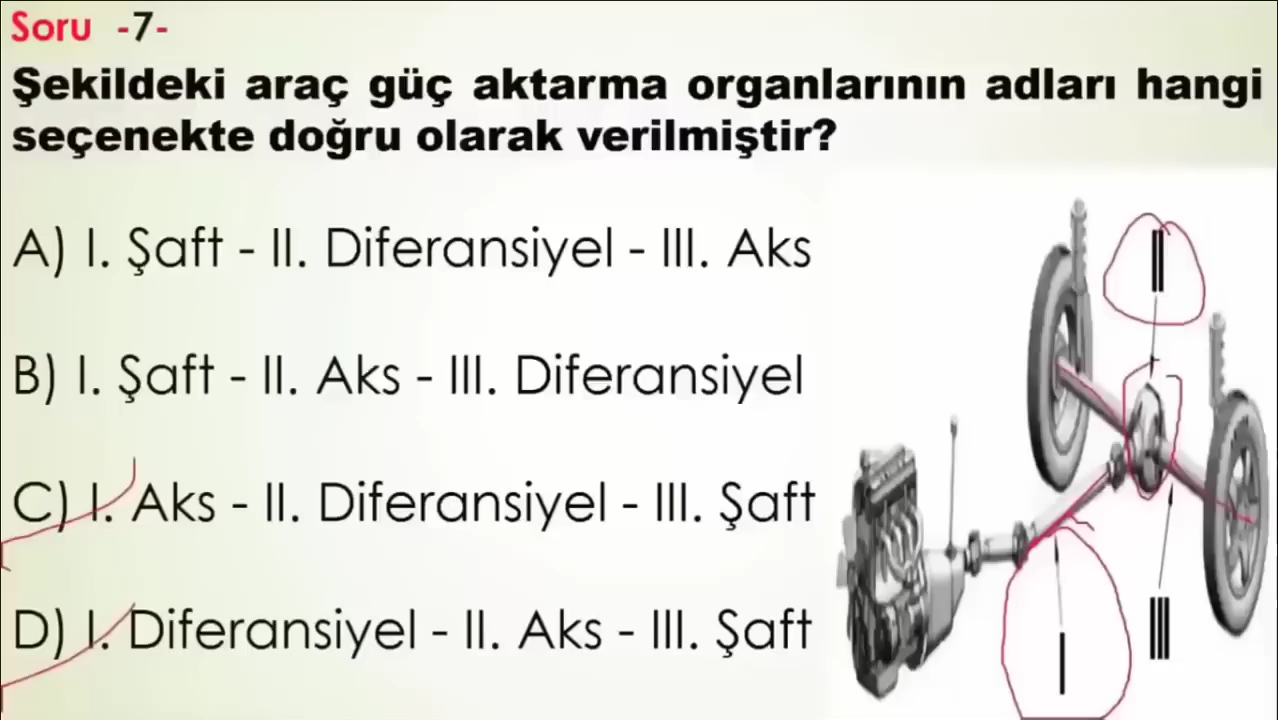 Soru -7-
Şekildeki araç güç aktarma organlarının adları hangi
seçenekte doğru olarak verilmiştir?
A) I. Şaft - II. Diferansiyel - III. Aks
B) I. Şaft - II. Aks - III. Diferansiyel
C) I. Aks - II. Diferansiyel - III. Şaft
D) I. Diferansiyel - II. Aks - III. Şaft
II
III
I